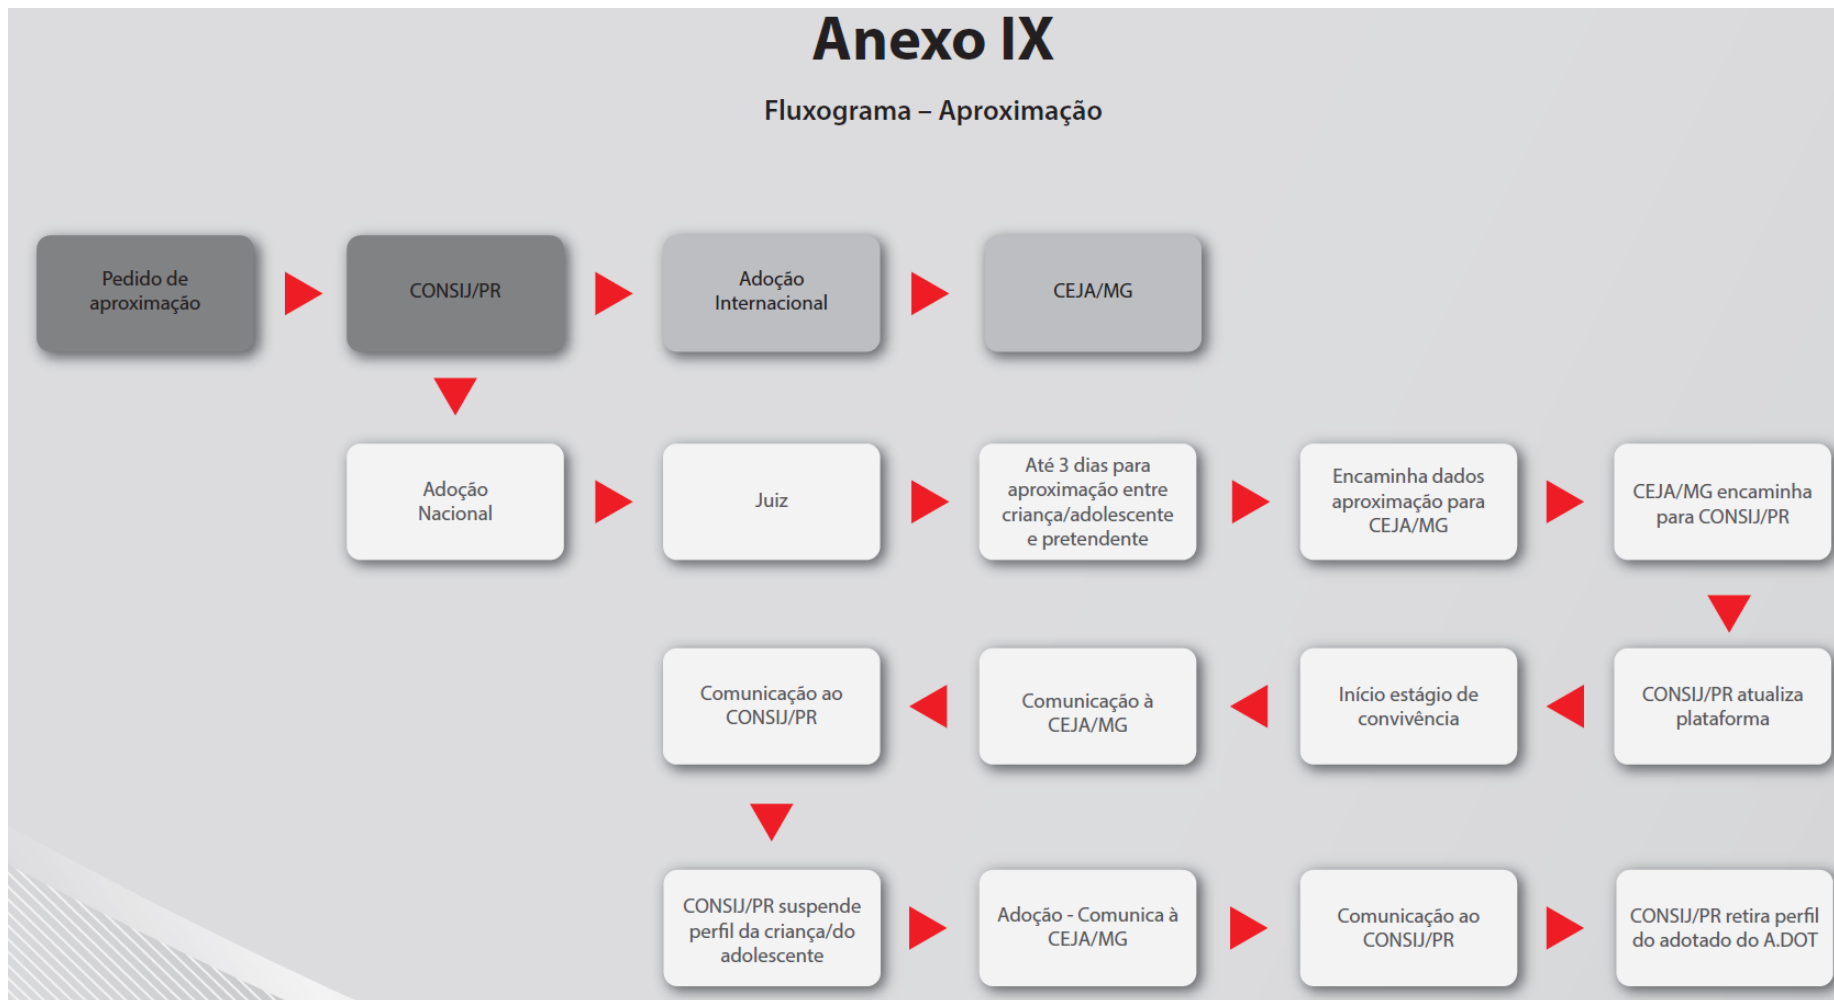 Anexo IX
Fluxograma – Aproximação
Pedido de
aproximação
CONSIJ/PR
Adoção
Internacional
CEJA/MG
Adoção
Nacional
Juiz
Até 3 dias para
aproximação entre
criança/adolescente
e pretendente
Encaminha dados
aproximação para
CEJA/MG
CEJA/MG encaminha
para CONSIJ/PR
Comunicação ao
CONSIJ/PR
Comunicação à
CEJA/MG
Início estágio de
convivência
CONSIJ/PR atualiza
plataforma
CONSIJ/PR suspende
perfil da criança/do
adolescente
Adoção - Comunica à
CEJA/MG
Comunicação ao
CONSIJ/PR
CONSIJ/PR retira perfil
do adotado do A.DOT